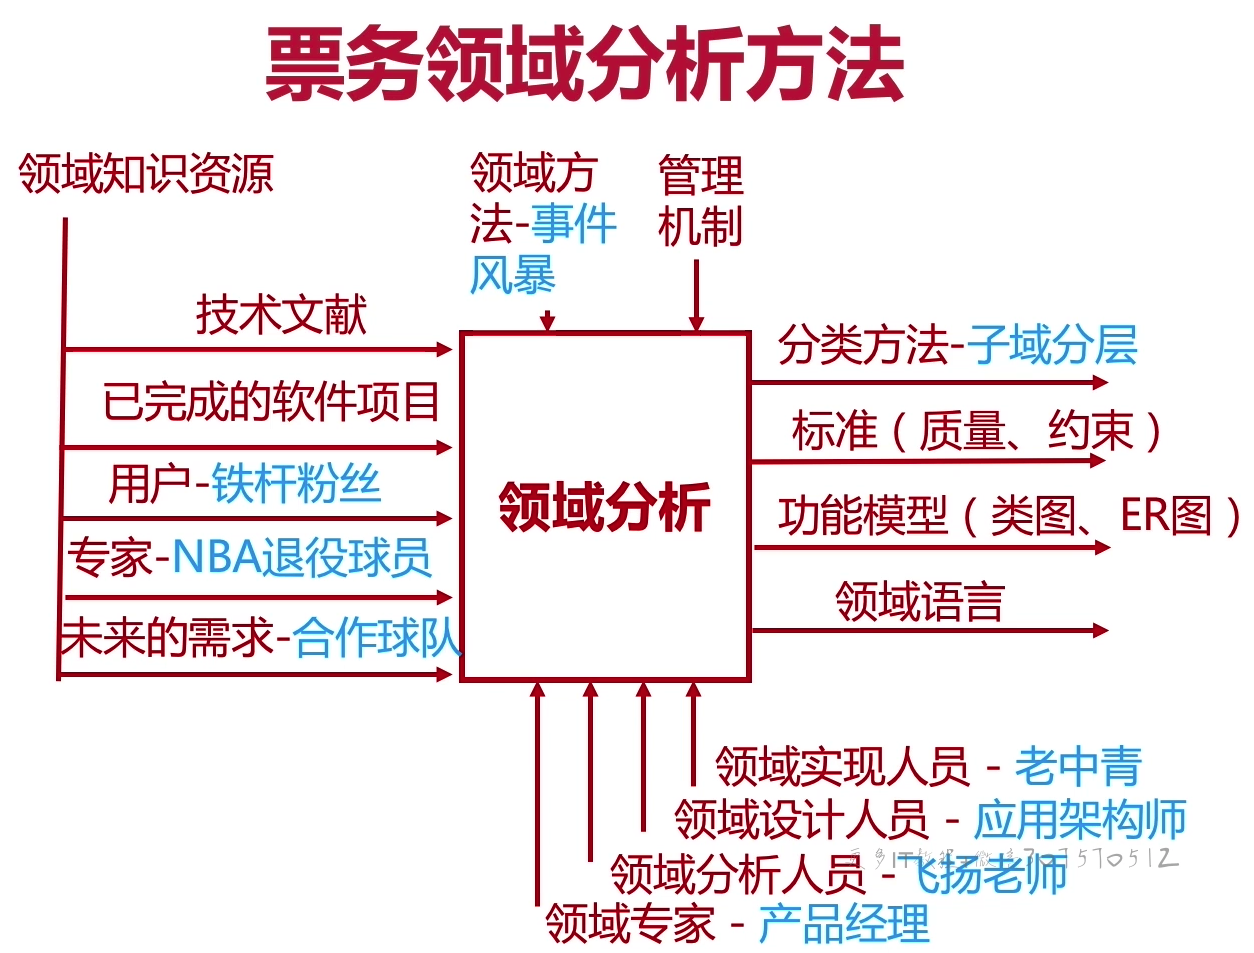 票务领域分析方法
领域知识资源
领域方
法-事件
风暴
管理
机制
技术文献
已完成的软件项目
用户-铁杆粉丝
专家-NBA退役球员
未来的需求-合作球队
领域分析
分类方法-子域分层
标准（质量、约束）
功能模型（类图、ER图）
领域语言
领域实现人员 - 老中青
领域设计人员 - 应用架构师
领域分析人员 - 飞扬老师
领域专家 - 产品经理
307570512